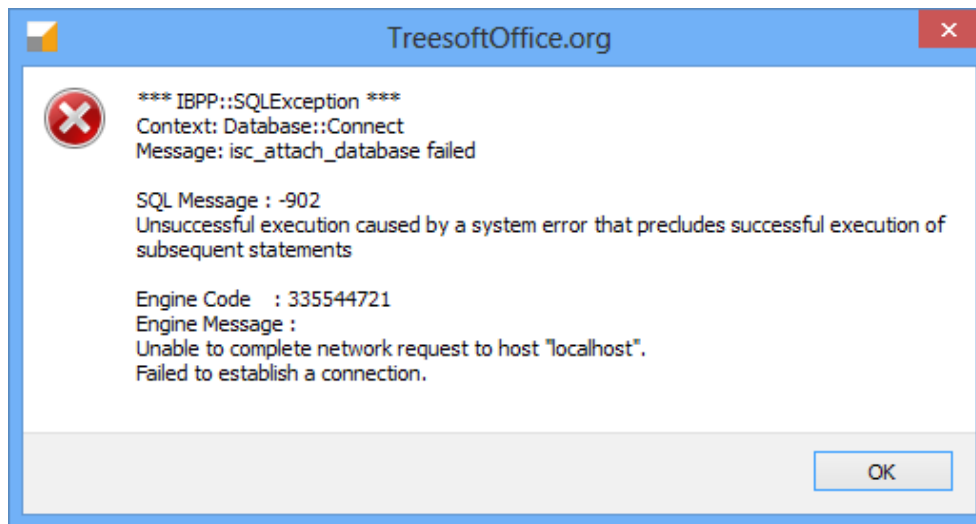 TreesoftOffice.org
*** IBPP::SQLException ***
Context: Database::Connect
Message: isc_attach_database failed
SQL Message : -902
Unsuccessful execution caused by a system error that precludes successful execution of
subsequent statements
Engine Code   : 335544721
Engine Message :
Unable to complete network request to host "localhost".
Failed to establish a connection.
OK